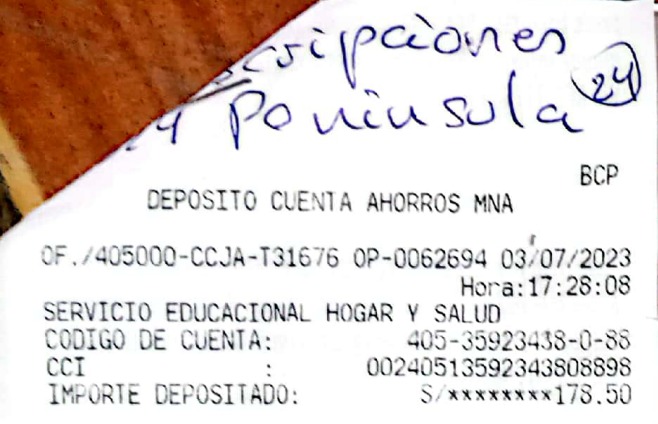 24
Peninsula
BCP
DEPOSITO CUENTA AHORROS MNA
OF./405000-CCJA-T31676 OP-0062694 03/07/2023
Hora:17:28:08
SERVICIO EDUCACIONAL HOGAR Y SALUD
CODIGO DE CUENTA: 405-35923438-0-88
CCI : 00240513592343808898
IMPORTE DEPOSITADO: S/********178.50